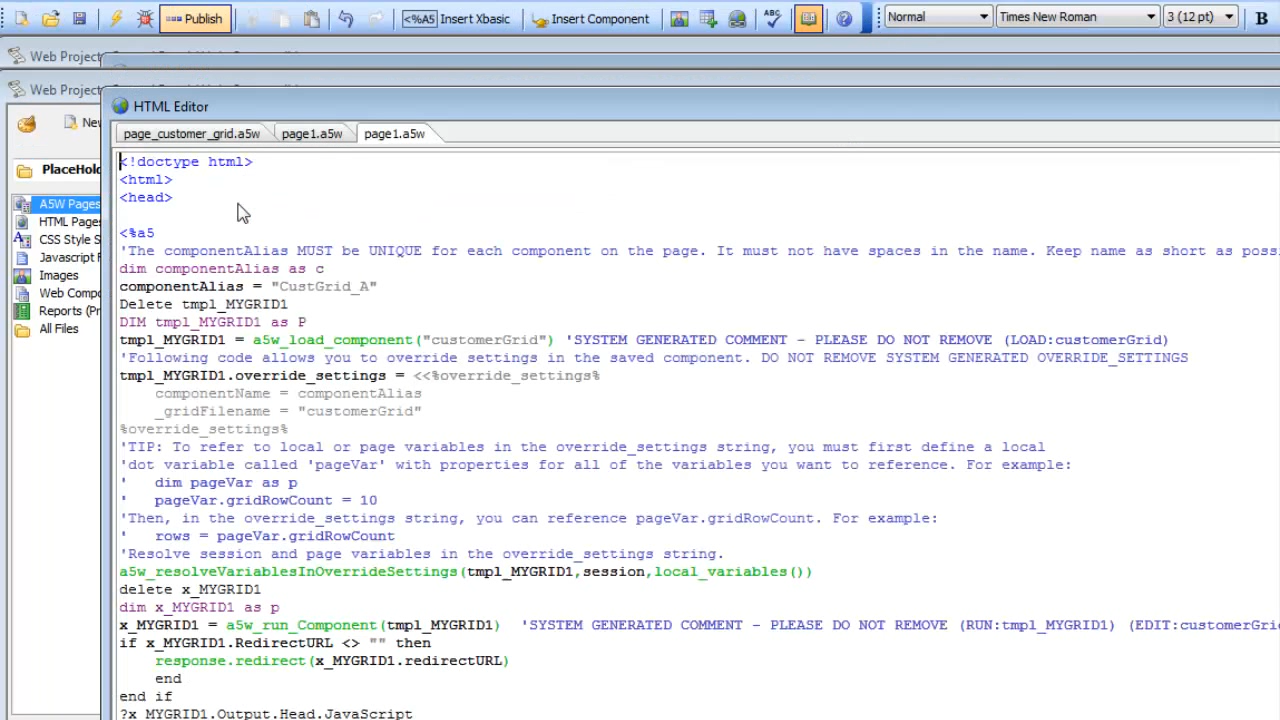 Publish
<%A5 Insert Xbasic
Insert Component
ABC
Normal
Times New Roman
3 (12 pt)
B
Web Project
Web Project
HTML Editor
page_customer_grid.a5w
page1.a5w
page1.a5w
New
PlaceHol
A5W Pages
HTML Pages
CSS Style S
Javascript F
Images
Web Compo
Reports (Pr
All Files
<!doctype html>
<html>
<head>
<%a5
'The componentAlias MUST be UNIQUE for each component on the page. It must not have spaces in the name. Keep name as short as poss
dim componentAlias as c
componentAlias = "CustGrid_A"
Delete tmpl_MYGRID1
DIM tmpl_MYGRID1 as P
tmpl_MYGRID1 = a5w_load_component("customerGrid") 'SYSTEM GENERATED COMMENT - PLEASE DO NOT REMOVE (LOAD:customerGrid)
'Following code allows you to override settings in the saved component. DO NOT REMOVE SYSTEM GENERATED OVERRIDE_SETTINGS
tmpl_MYGRID1.override_settings = <<%override_settings%
componentName = componentAlias
_gridFilename = "customerGrid"
%override_settings%
'TIP: To refer to local or page variables in the override_settings string, you must first define a local
'dot variable called 'pageVar' with properties for all of the variables you want to reference. For example:
' dim pageVar as p
' pageVar.gridRowCount = 10
'Then, in the override_settings string, you can reference pageVar.gridRowCount. For example:
' rows = pageVar.gridRowCount
'Resolve session and page variables in the override_settings string.
a5w_resolveVariablesInOverrideSettings(tmpl_MYGRID1,session,local_variables())
delete x_MYGRID1
dim x_MYGRID1 as p
x_MYGRID1 = a5w_run_Component(tmpl_MYGRID1) 'SYSTEM GENERATED COMMENT - PLEASE DO NOT REMOVE (RUN:tmpl_MYGRID1) (EDIT:customerGri
if x_MYGRID1.RedirectURL <> "" then
response.redirect(x_MYGRID1.redirectURL)
end
end if
?x_MYGRID1.Output.Head.JavaScript